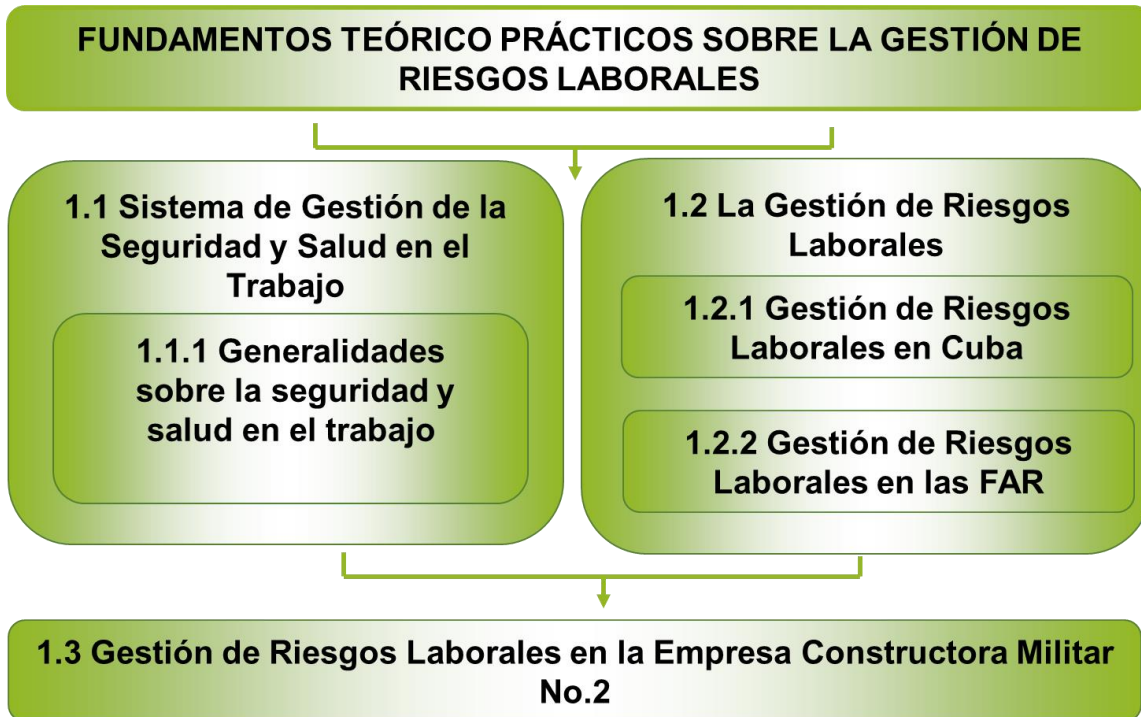 FUNDAMENTOS TEÓRICO PRÁCTICOS SOBRE LA GESTIÓN DE
RIESGOS LABORALES
1.1 Sistema de Gestión de la
Seguridad y Salud en el
Trabajo
1.1.1 Generalidades
sobre la seguridad y
salud en el trabajo
1.2 La Gestión de Riesgos
Laborales
1.2.1 Gestión de Riesgos
Laborales en Cuba
1.2.2 Gestión de Riesgos
Laborales en las FAR
1.3 Gestión de Riesgos Laborales en la Empresa Constructora Militar
No.2